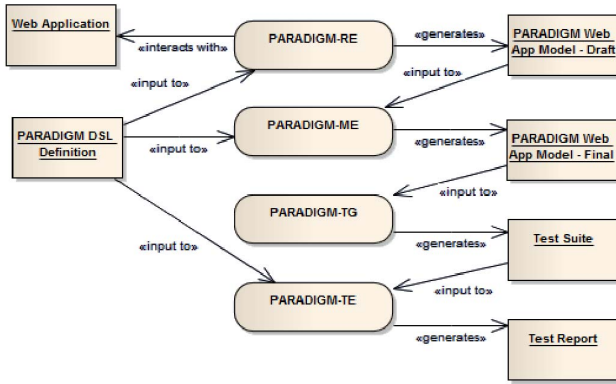 Web Application
«interacts with»
PARADIGM-RE
«generates»
PARADIGM Web
App Model - Draft
«input to»
«input to»
PARADIGM DSL
Definition
«input to»
PARADIGM-ME
«generates»
PARADIGM Web
App Model - Final
«input to»
PARADIGM-TG
«generates»
Test Suite
«input to»
«input to»
PARADIGM-TE
«generates»
Test Report